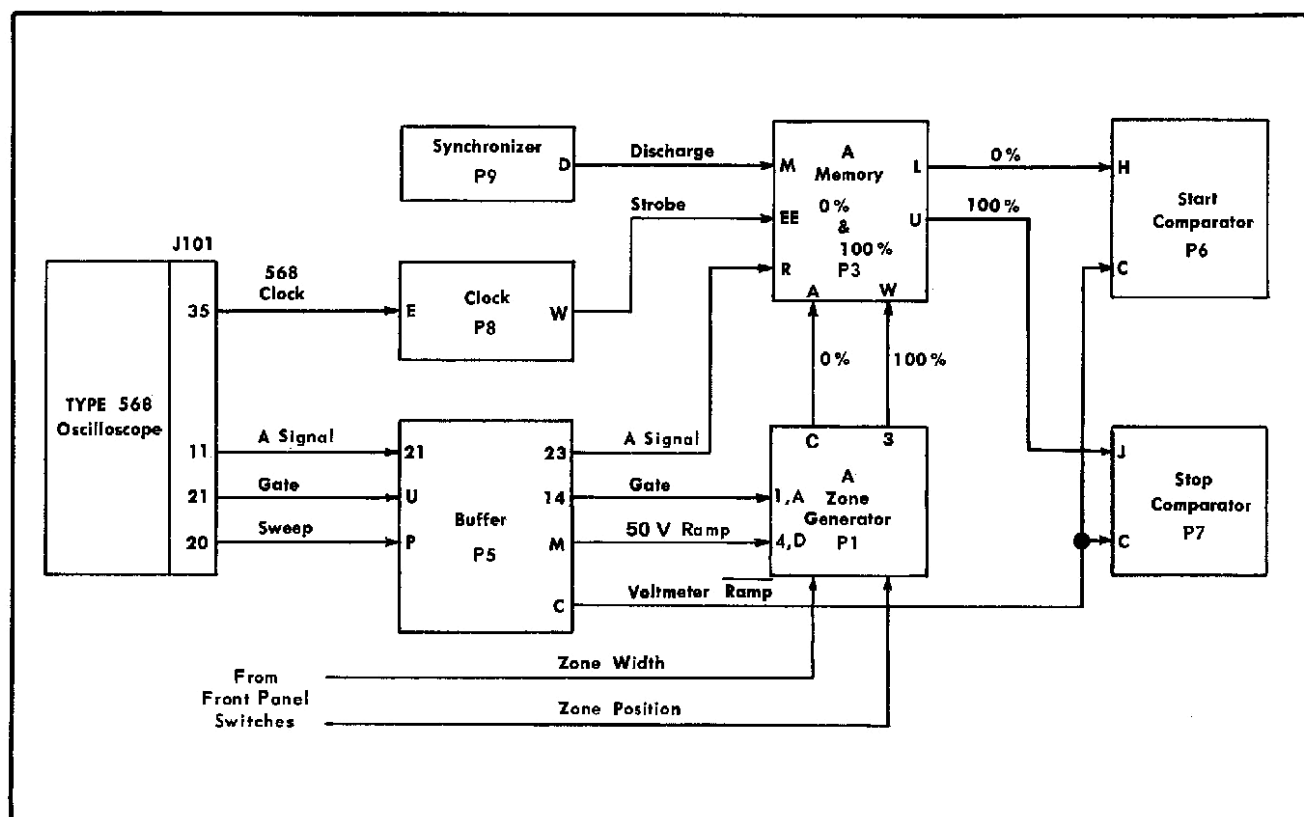 Synchronizer
P9
D
Discharge
M
A
Memory
0%
&
100%
P3
EE
R
A
W
L
U
0%
100%
H
Start
Comparator
P6
C
Strobe
J101
TYPE 568
Oscilloscope
35
11
21
20
568
Clock
E
Clock
P8
W
0%
100%
A Signal
Gate
Sweep
21
U
P
Buffer
P5
23
14
M
C
A Signal
Gate
50 V Ramp
Voltmeter Ramp
C
3
1,A
4,D
A
Zone
Generator
P1
J
Stop
Comparator
P7
C
From
Front Panel
Switches
Zone Width
Zone Position